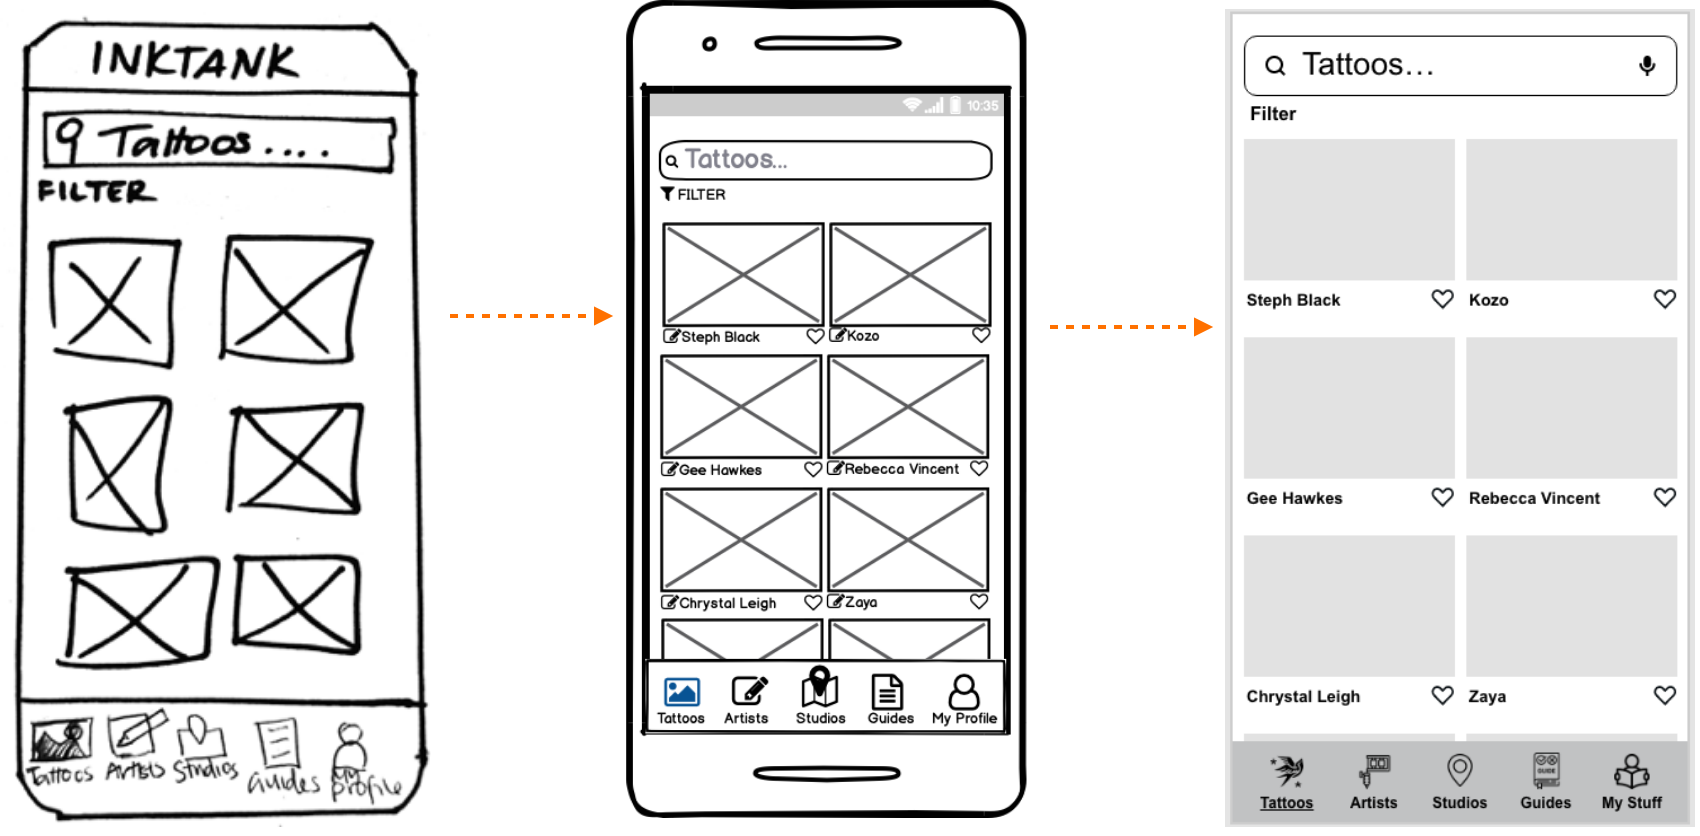 INKTANK
Tattoos....
FILTER
Tattoos
Artists
Studios
Guides
My Profile
10:35
Tattoos...
FILTER
Steph Black
Kozo
Gee Hawkes
Rebecca Vincent
Chrystal Leigh
Zaya
Tattoos
Artists
Studios
Guides
My Profile
Tattoos...
Filter
Steph Black
Kozo
Gee Hawkes
Rebecca Vincent
Chrystal Leigh
Zaya
GUIDE
Tattoos
Artists
Studios
Guides
My Stuff